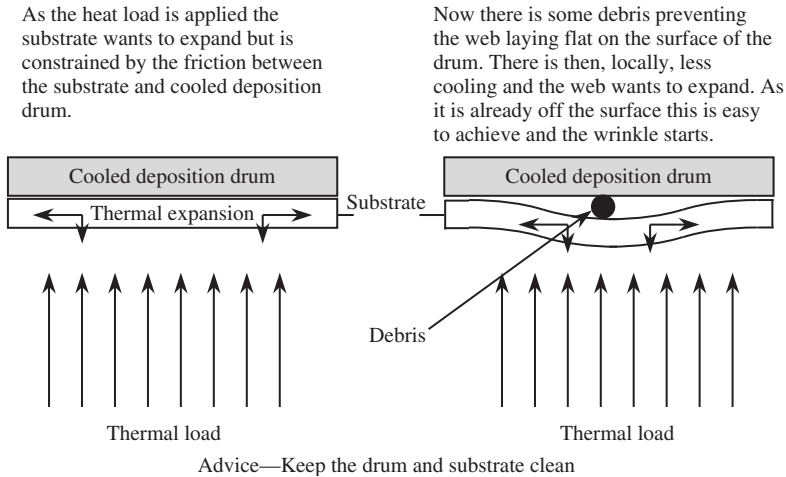 As the heat load is applied the
substrate wants to expand but is
constrained by the friction between
the substrate and cooled deposition
drum.
Now there is some debris preventing
the web laying flat on the surface of the
drum. There is then, locally, less
cooling and the web wants to expand. As
it is already off the surface this is easy
to achieve and the wrinkle starts.
Cooled deposition drum
Cooled deposition drum
Thermal expansion
Substrate
Debris
Thermal load
Thermal load
Advice—Keep the drum and substrate clean